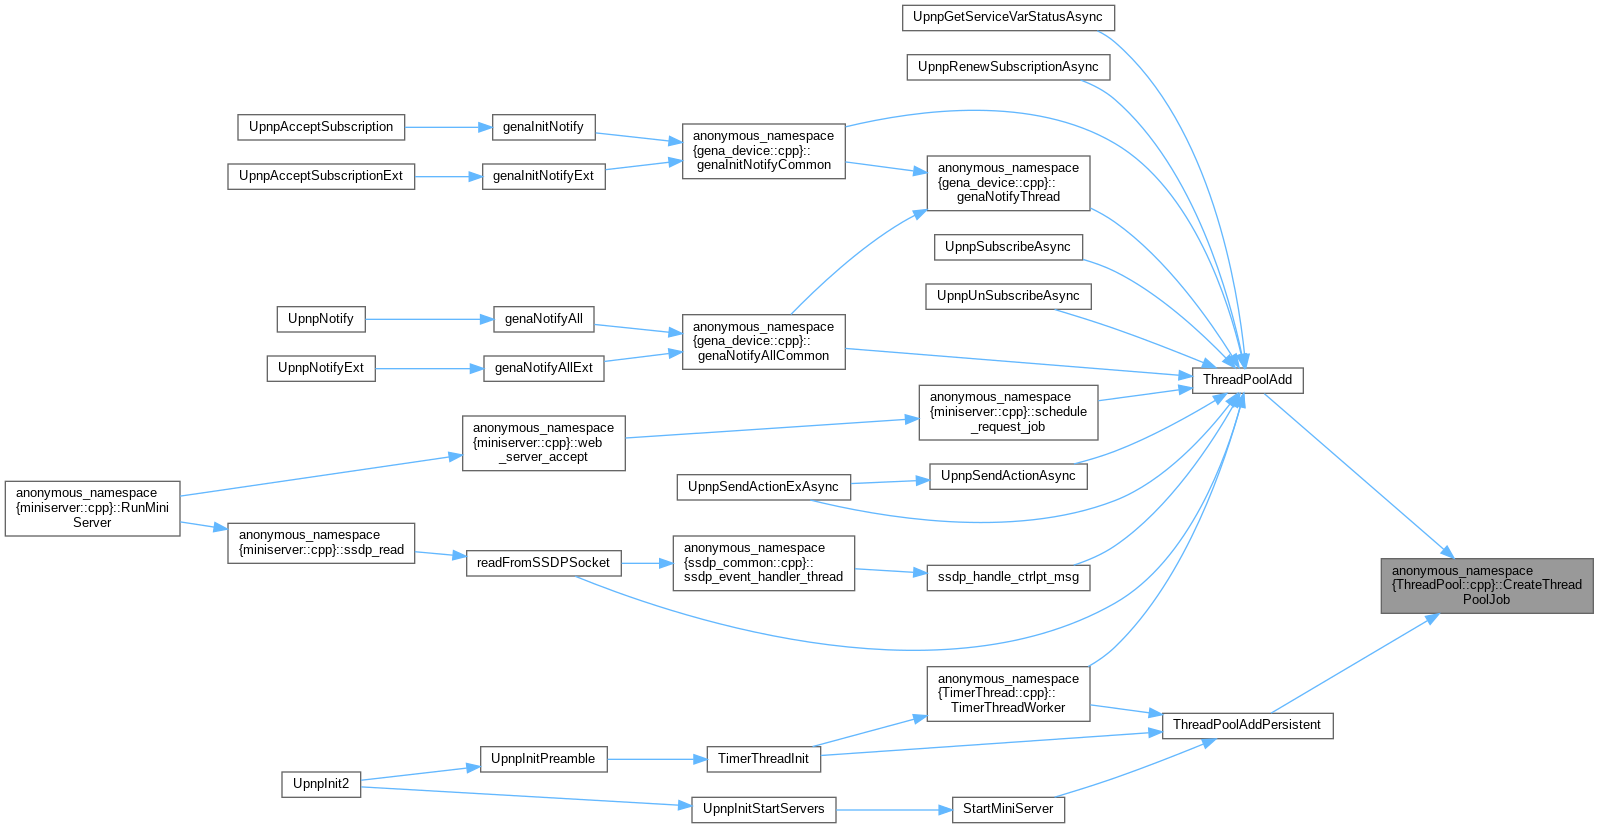 UpnpGetServiceVarStatusAsync
UpnpRenewSubscriptionAsync
UpnpAcceptSubscription
genaInitNotify
anonymous_namespace
{gena_device::cpp}::
genaInitNotifyCommon
UpnpAcceptSubscriptionExt
genaInitNotifyExt
anonymous_namespace
{gena_device::cpp}::
genaNotifyThread
UpnpSubscribeAsync
UpnpUnSubscribeAsync
UpnpNotify
genaNotifyAll
anonymous_namespace
{gena_device::cpp}::
genaNotifyAllCommon
UpnpNotifyExt
genaNotifyAllExt
ThreadPoolAdd
anonymous_namespace
{miniserver::cpp}::schedule
_request_job
anonymous_namespace
{miniserver::cpp}::web
_server_accept
UpnpSendActionAsync
UpnpSendActionExAsync
anonymous_namespace
{miniserver::cpp}::RunMini
Server
anonymous_namespace
{miniserver::cpp}::ssdp_read
readFromSSDPSocket
anonymous_namespace
{ssdp_common::cpp}::
ssdp_event_handler_thread
ssdp_handle_ctrlpt_msg
anonymous_namespace
{ThreadPool::cpp}::CreateThread
PoolJob
anonymous_namespace
{TimerThread::cpp}::
TimerThreadWorker
ThreadPoolAddPersistent
UpnpInitPreamble
TimerThreadInit
UpnpInit2
UpnpInitStartServers
StartMiniServer